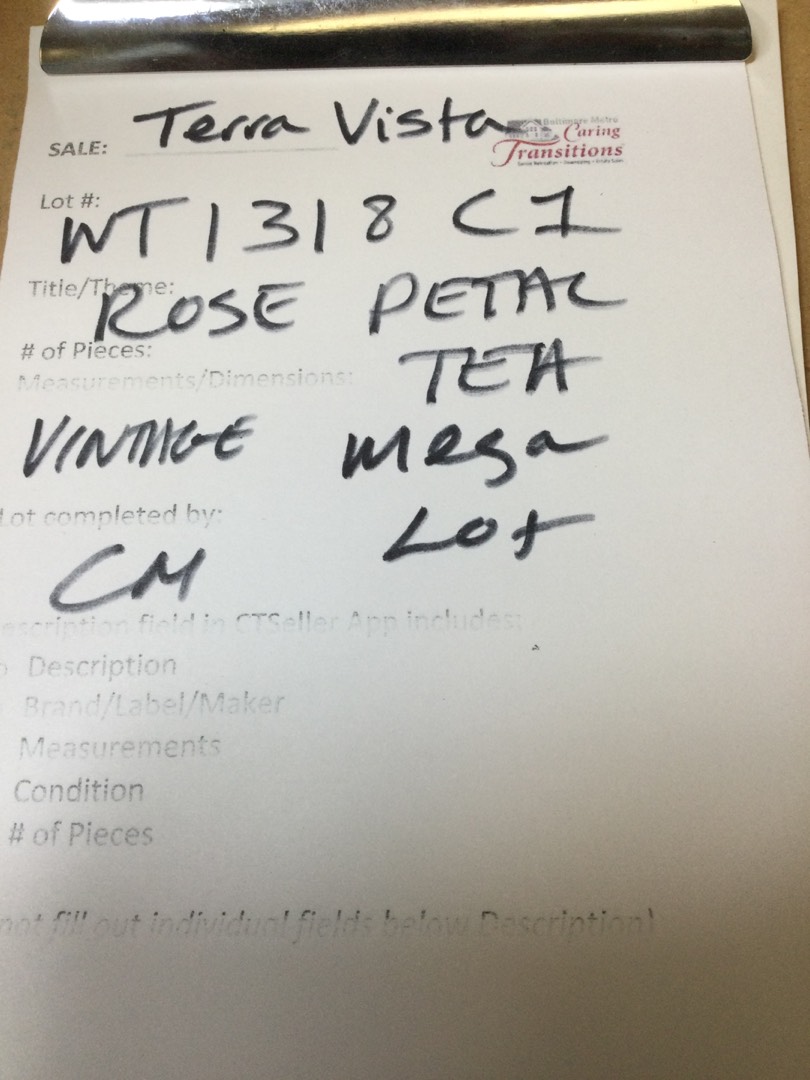 SALE: Terra Vista
Baltimore Metro
Caring
Transitions
Lot #:
WT1318 C1
Title/Theme:
ROSE PETAL
# of Pieces:
TEA
Measurements/Dimensions:
VINTAGE Mega
Lot completed by:
Lot
CM
escription field in CTSeller App includes:
Description
Brand/Label/Maker
Measurements
Condition
# of Pieces
not fill out individual fields below Description)